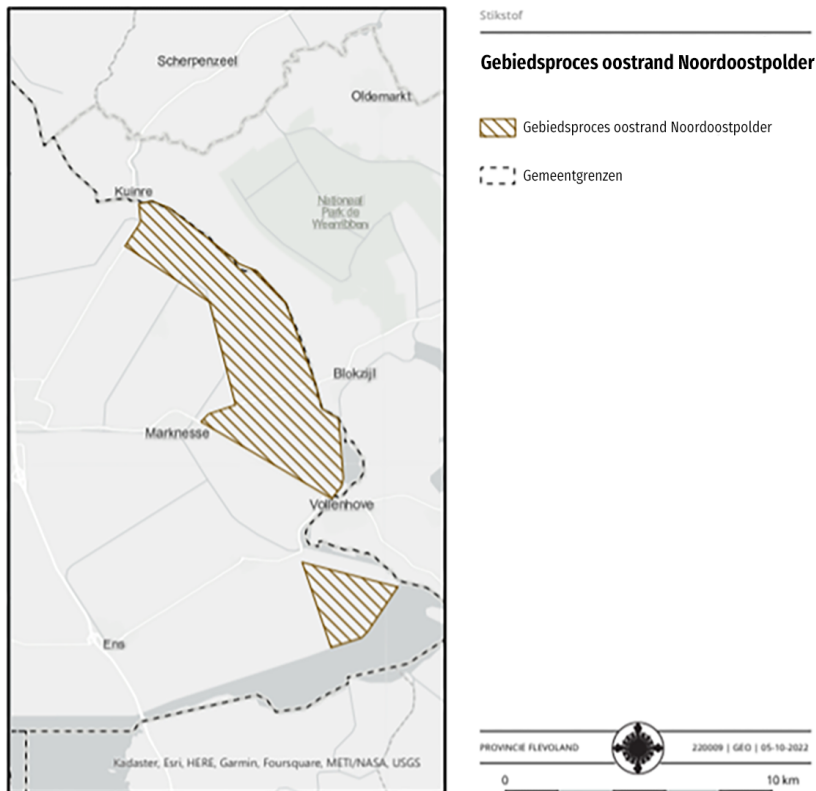 Scherpenzeel
Oldemarkt
Kuinre
Nationaal
Park de
Weerribben
Blokzijl
Marknesse
Vollenhove
Ens
Kadaster, Esri, HERE, Garmin, Foursquare, METI/NASA, USGS
Stikstof
Gebiedsproces oostrand Noordoostpolder
Gebiedsproces oostrand Noordoostpolder
Gemeentgrenzen
PROVINCIE FLEVOLAND
220009 | GEO | 05-10-2022
0 10 km